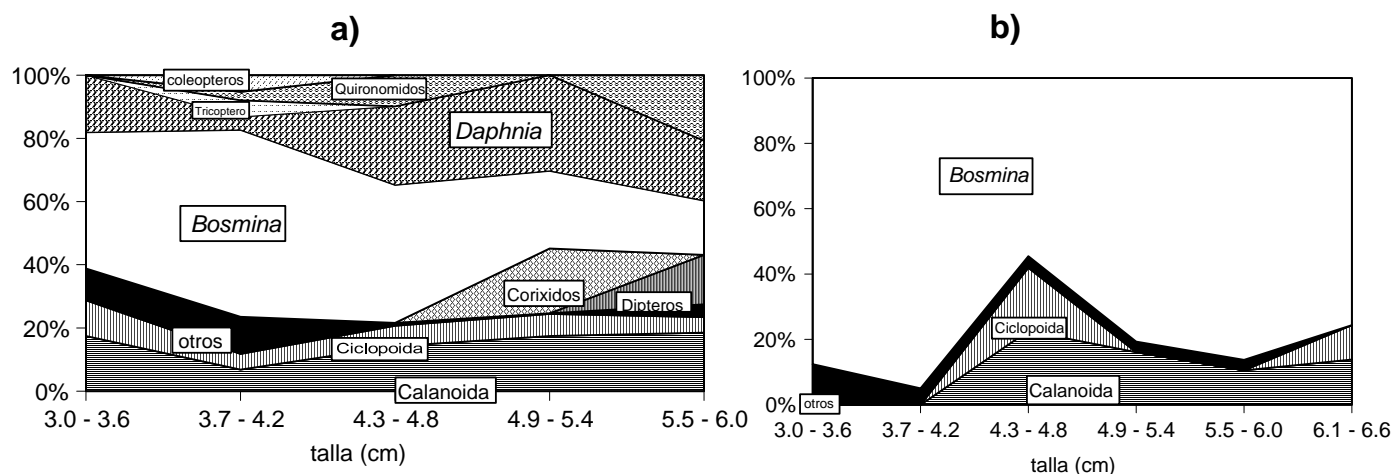 a)
100%
80%
60%
40%
20%
0%
coleopteros
Quironomidos
Tricoptero
Daphnia
Bosmina
Corixidos
Dipteros
otros
Ciclopoida
Calanoida
3.0 - 3.6
3.7 - 4.2
4.3 - 4.8
4.9 - 5.4
5.5 - 6.0
talla (cm)
b)
100%
80%
60%
40%
20%
0%
Bosmina
Ciclopoida
Calanoida
otros
3.0 - 3.6
3.7 - 4.2
4.3 - 4.8
4.9 - 5.4
5.5 - 6.0
6.1 - 6.6
talla (cm)